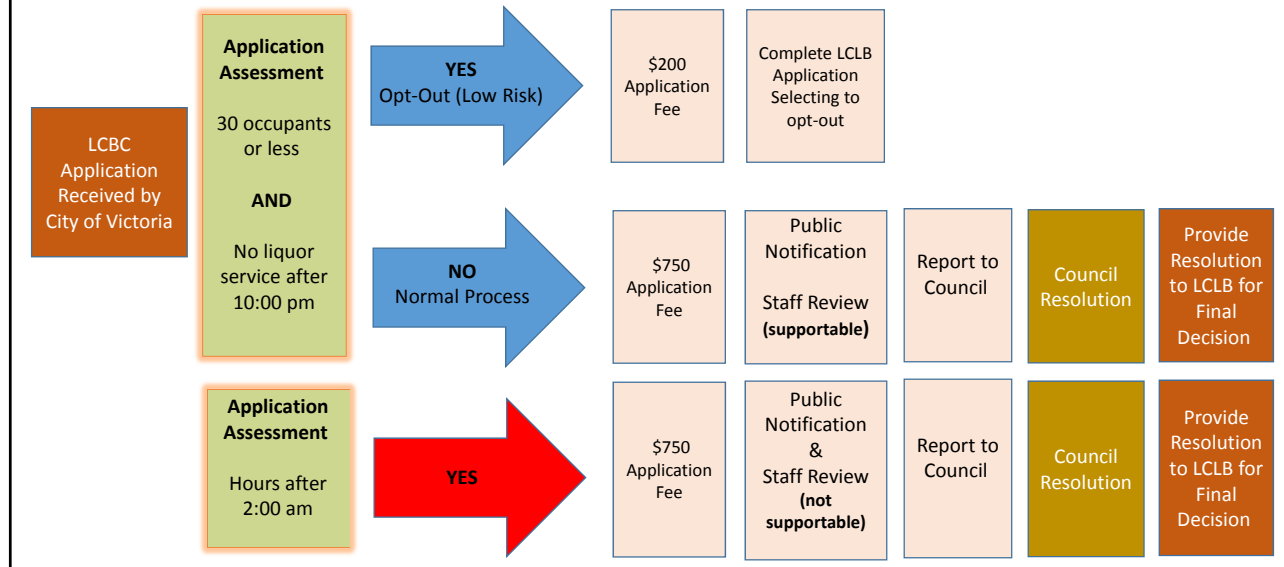 LCBC
Application
Received by
City of Victoria
Application
Assessment
30 occupants
or less
AND
No liquor
service after
10:00 pm
YES
Opt-Out (Low Risk)
$200
Application
Fee
Complete LCLB
Application
Selecting to
opt-out
NO
Normal Process
$750
Application
Fee
Public
Notification
Staff Review
(supportable)
Report to
Council
Council
Resolution
Provide
Resolution
to LCLB for
Final
Decision
Application
Assessment
Hours after
2:00 am
YES
$750
Application
Fee
Public
Notification
&
Staff Review
(not
supportable)
Report to
Council
Council
Resolution
Provide
Resolution
to LCLB for
Final
Decision